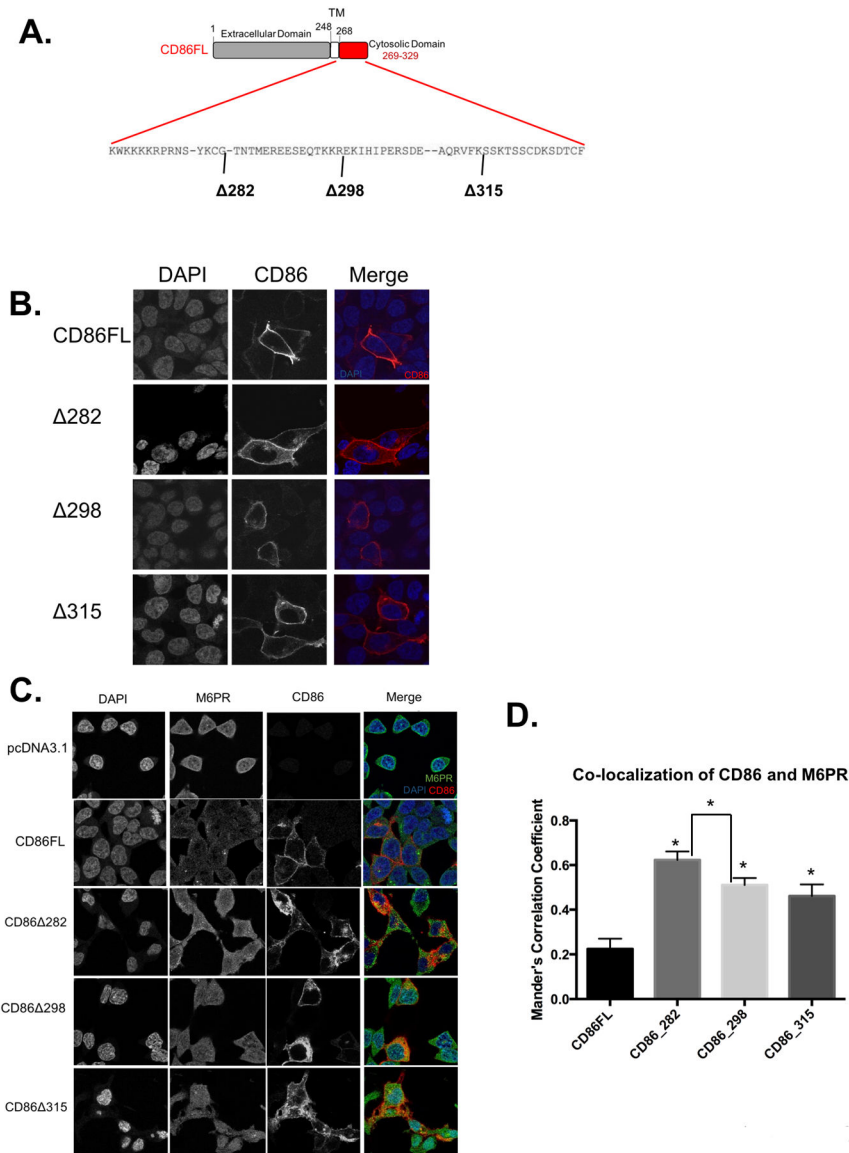 A.
TM
1
248
268
Extracellular Domain
CD86FL
Cytosolic Domain
269-329
KWKKKKRPRNS-YKCG-TNTMEREESEQTKKREKIHIPERSDE--AQRVFKSSKTSSCDKSDTCF
Δ282
Δ298
Δ315
B.
DAPI CD86 Merge
CD86FL
DAPI CD86
Δ282
Δ298
Δ315
C.
DAPI M6PR CD86 Merge
pcDNA3.1
M6PR
DAPI CD86
CD86FL
CD86Δ282
CD86Δ298
CD86Δ315
D.
Co-localization of CD86 and M6PR
Mander's Correlation Coefficient
0.8
0.6
0.4
0.2
0.0
*
*
*
*
CD86FL
CD86_282
CD86_298
CD86_315